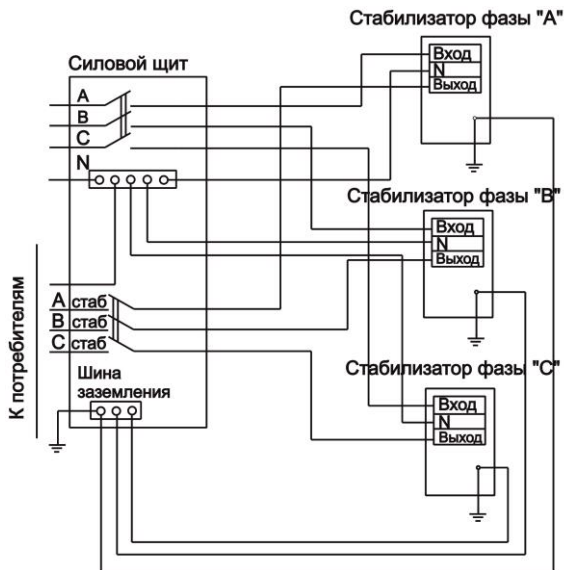 Стабилизатор фазы "А"
Вход
N
Выход
Силовой щит
А
В
С
N
Стабилизатор фазы "В"
Вход
N
Выход
К потребителям
А стаб
В стаб
С стаб
Шина
заземления
Стабилизатор фазы "С"
Вход
N
Выход